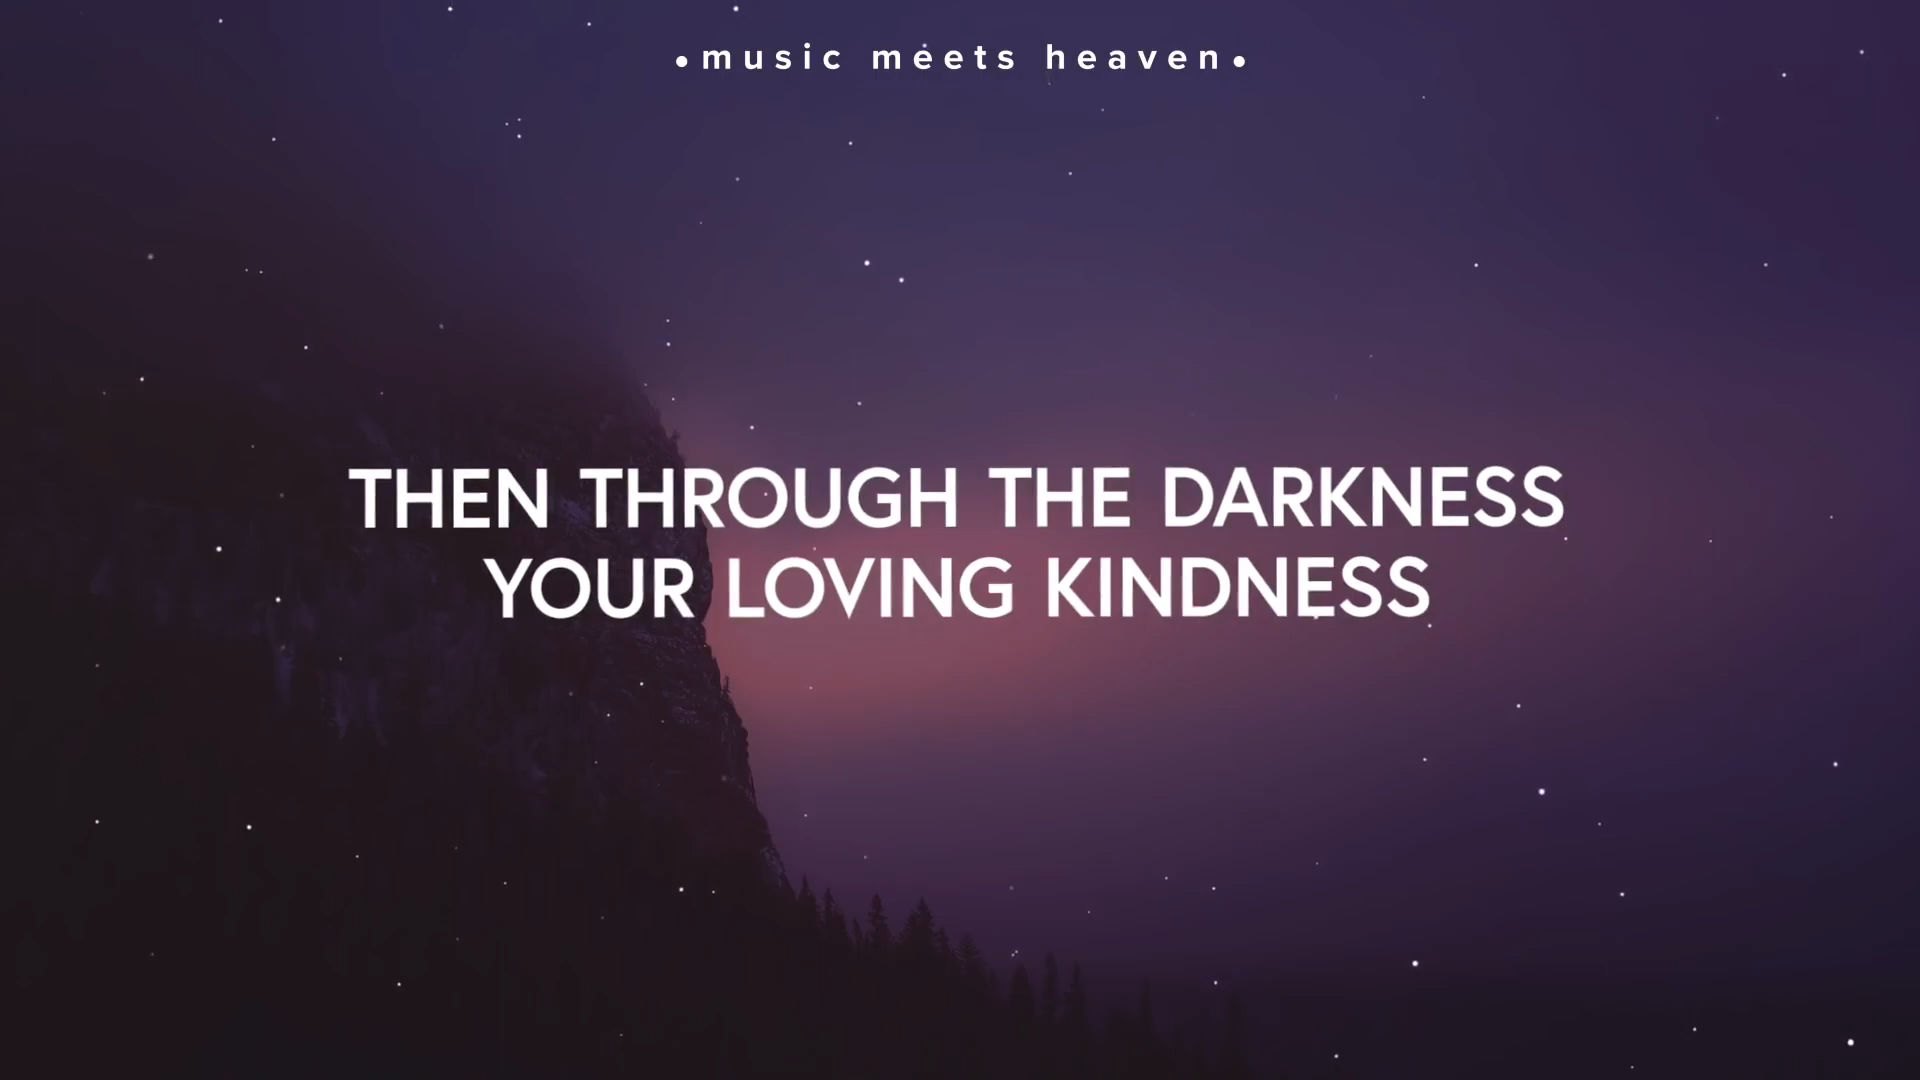 •music meets heaven•
THEN THROUGH THE DARKNESS
YOUR LOVING KINDNESS